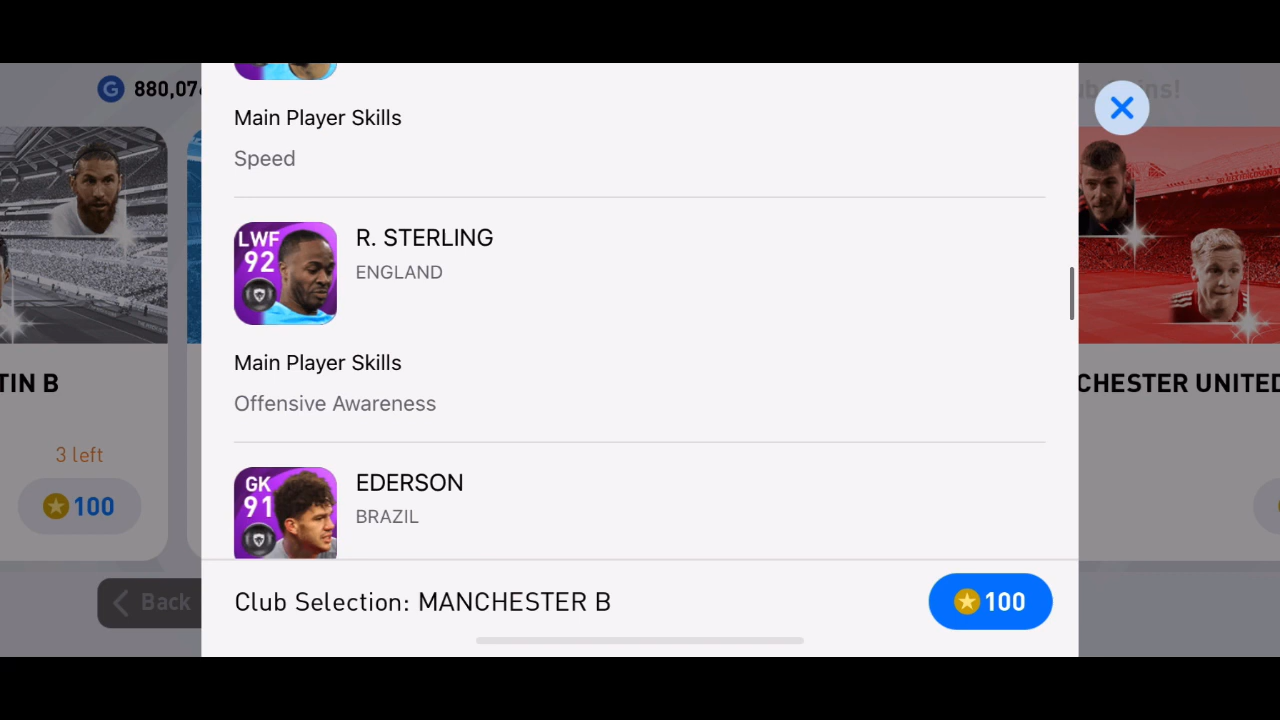 880,074
Main Player Skills
Speed
LWF
92
R. STERLING
ENGLAND
Main Player Skills
Offensive Awareness
GK
91
EDERSON
BRAZIL
TIN B
3 left
100
CHESTER UNITED
Back
Club Selection: MANCHESTER B
100